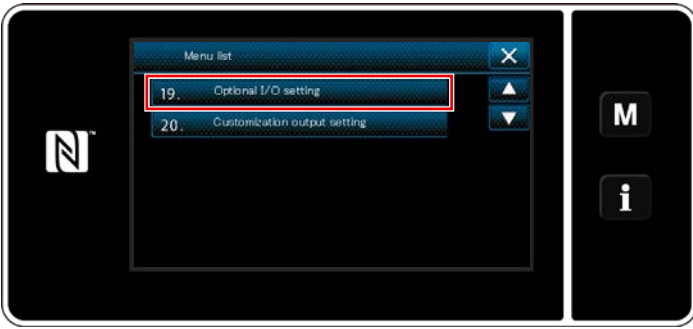 Menu list
19. Optional I/O setting
20. Customization output setting
M
i
N